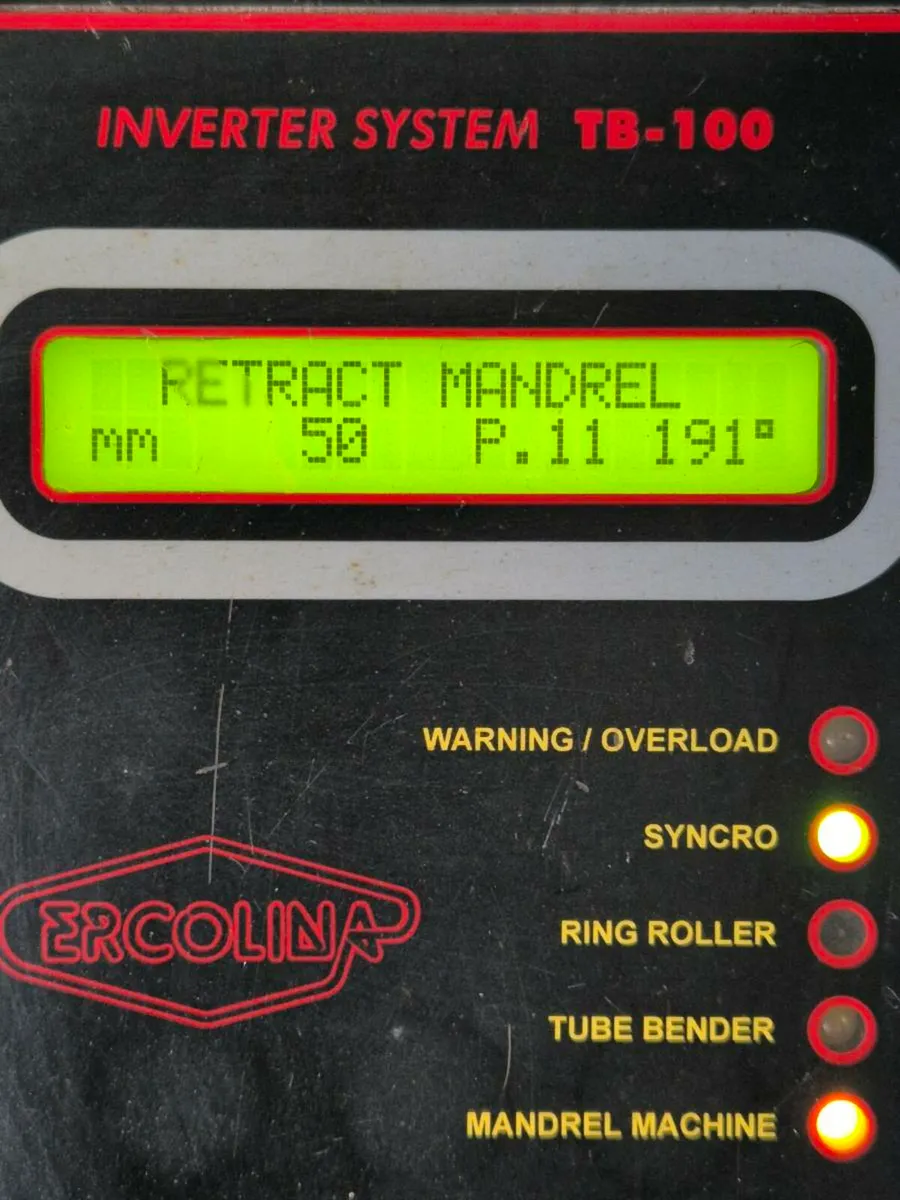 INVERTER SYSTEM TB-100
RETRACT MANDREL
mm 50 P.11 191°
WARNING / OVERLOAD
SYNCRO
RING ROLLER
TUBE BENDER
MANDREL MACHINE
ERCOLINA